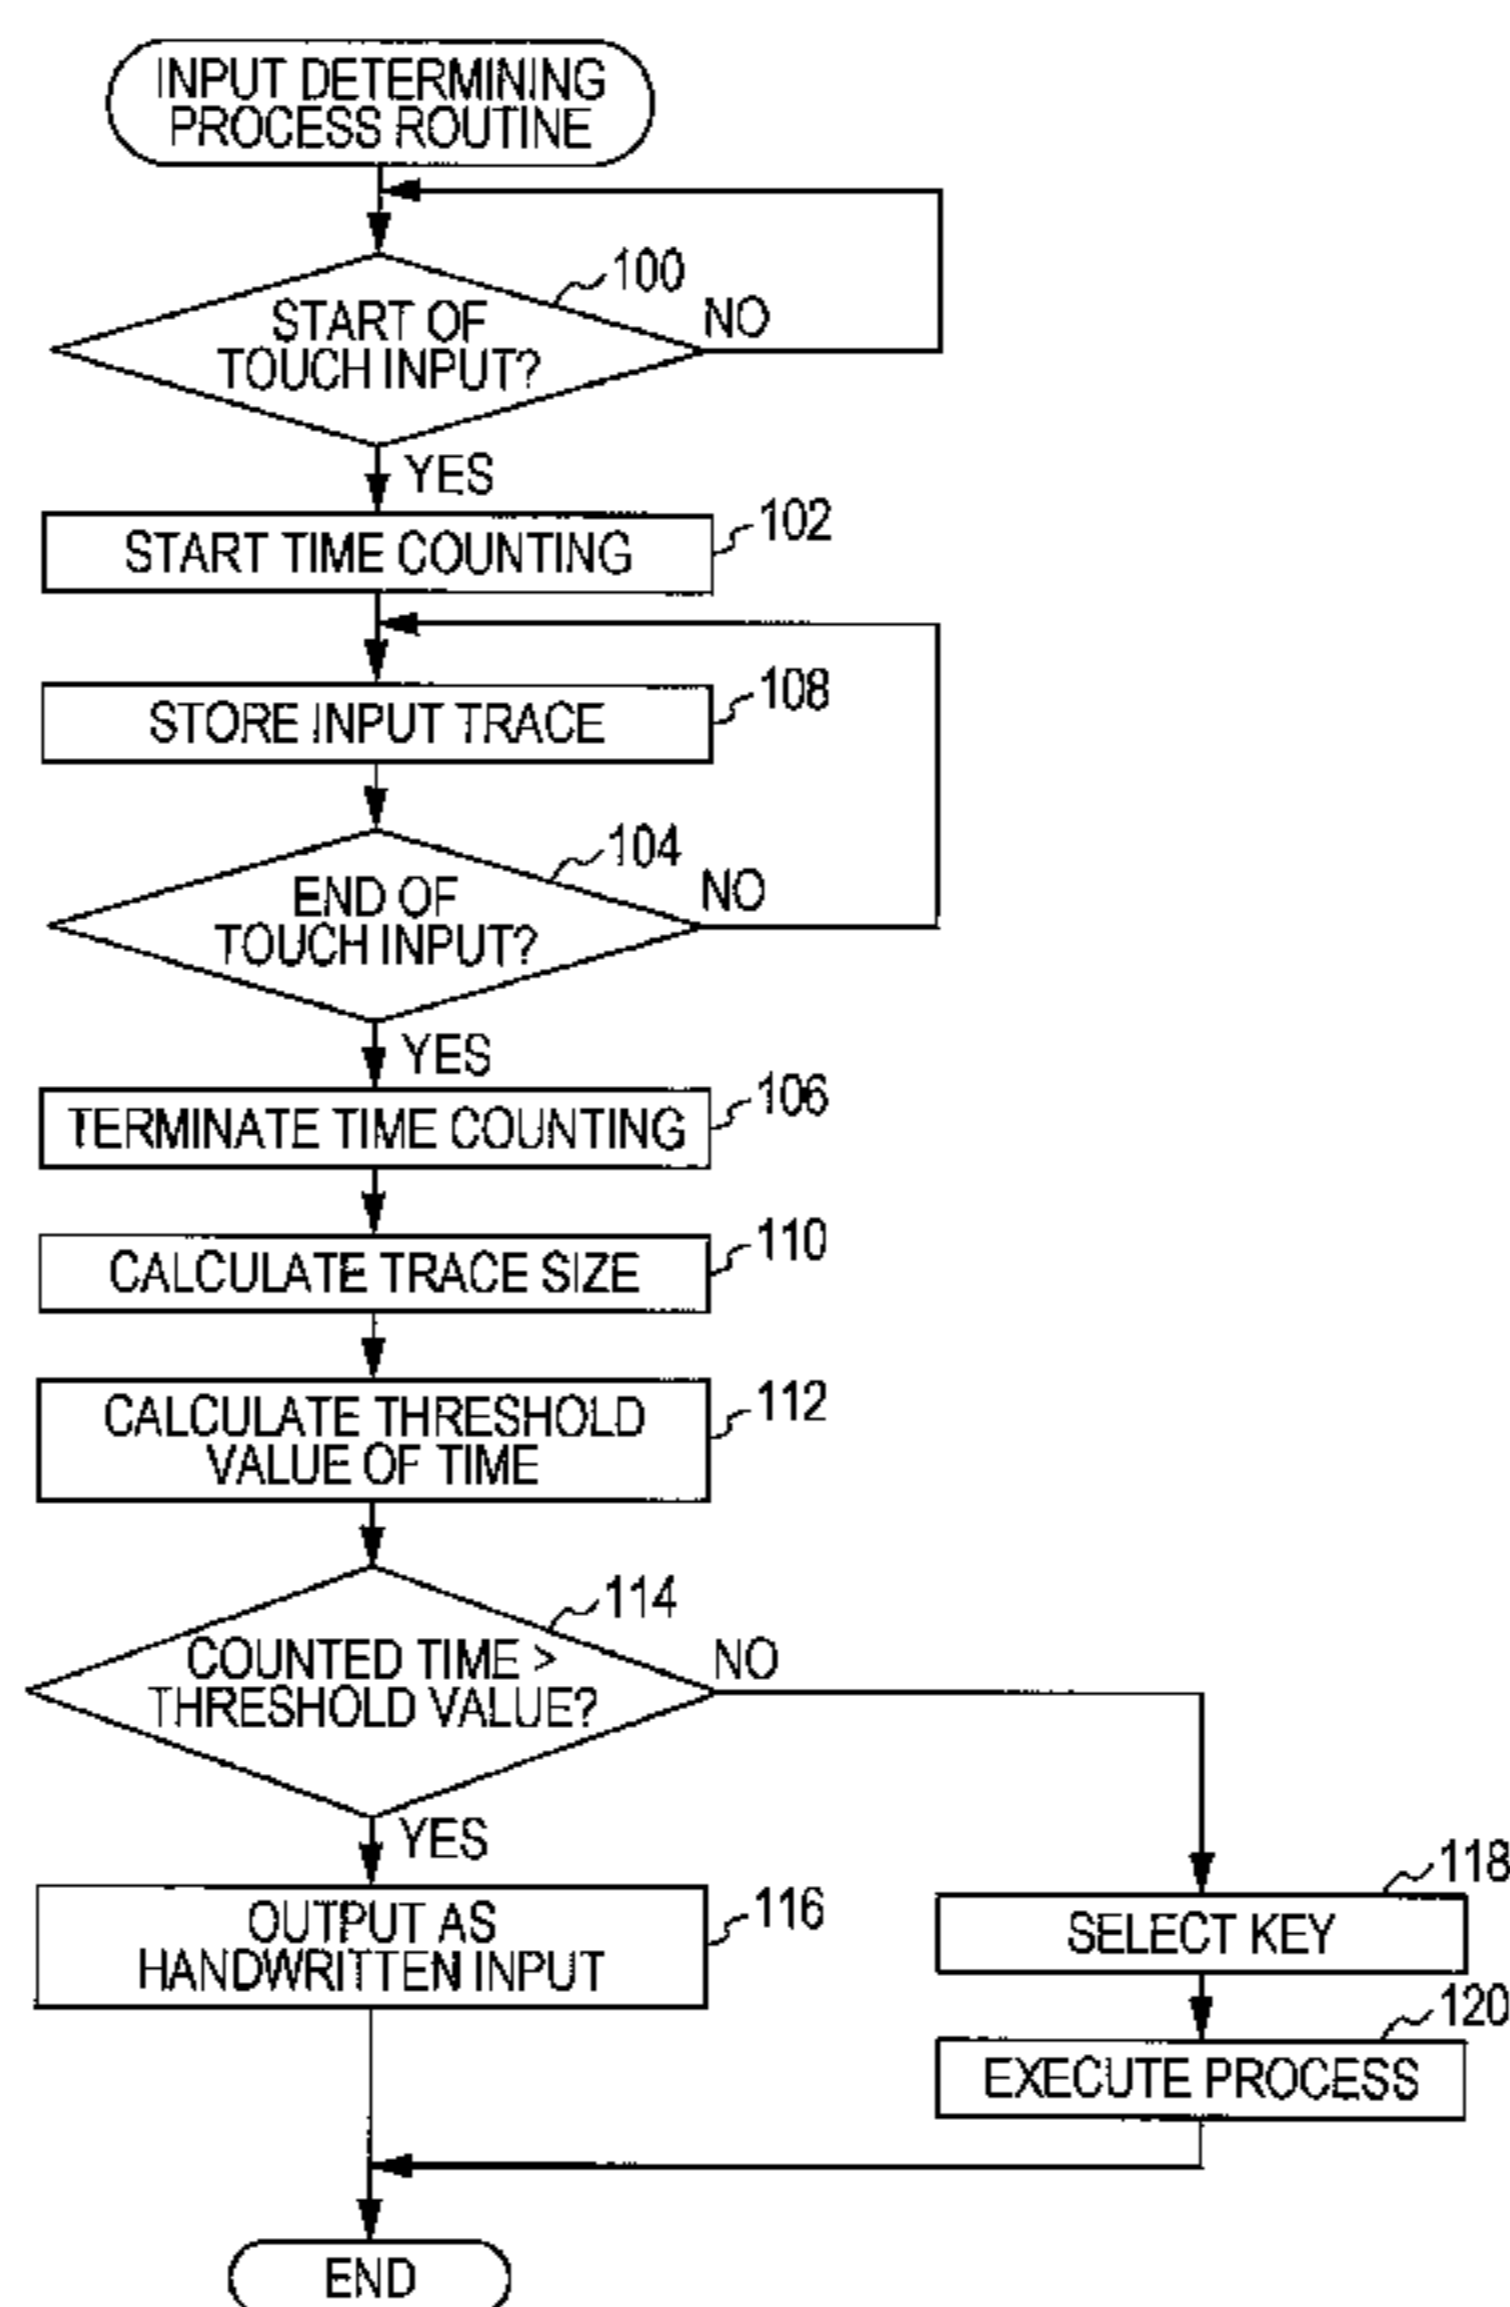 INPUT DETERMINING
PROCESS ROUTINE
100
START OF
TOUCH INPUT?
NO
YES
102
START TIME COUNTING
108
STORE INPUT TRACE
104
END OF
TOUCH INPUT?
NO
YES
106
TERMINATE TIME COUNTING
110
CALCULATE TRACE SIZE
112
CALCULATE THRESHOLD
VALUE OF TIME
114
COUNTED TIME >
THRESHOLD VALUE?
NO
YES
116
OUTPUT AS
HANDWRITTEN INPUT
118
SELECT KEY
120
EXECUTE PROCESS
END